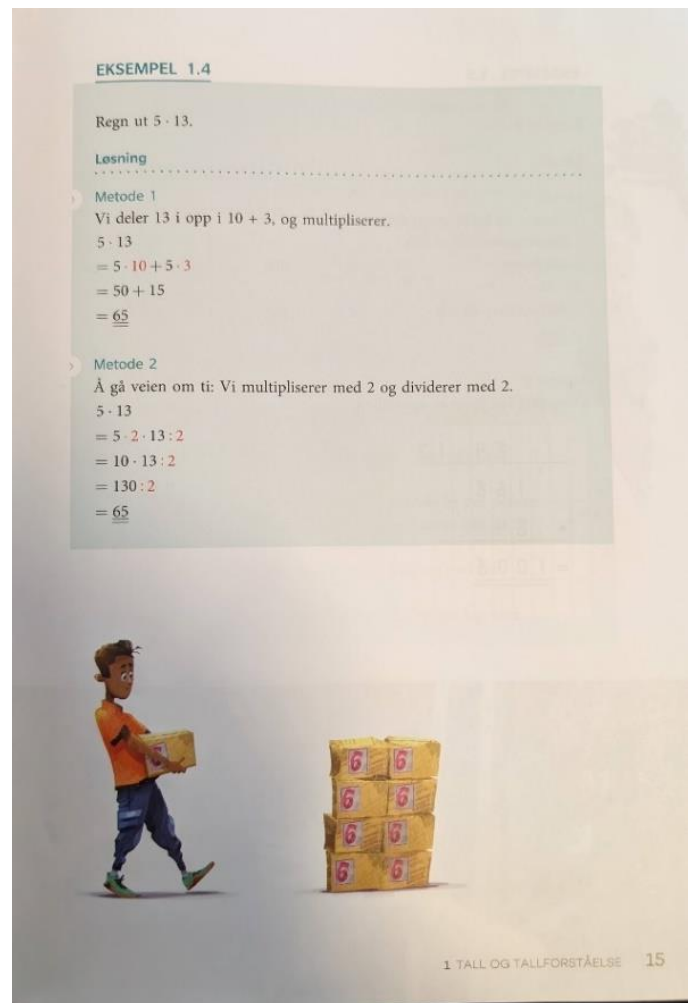 EKSEMPEL 1.4
Regn ut 5 · 13.
Løsning
Metode 1
Vi deler 13 i opp i 10 + 3, og multipliserer.
5 · 13
= 5 · 10 + 5 · 3
= 50 + 15
= 65
Metode 2
Å gå veien om ti: Vi multipliserer med 2 og dividerer med 2.
5 · 13
= 5 · 2 · 13 : 2
= 10 · 13 : 2
= 130 : 2
= 65
6
6 6
6 6
6 6
6 6
1 TALL OG TALLFORSTÅELSE 15